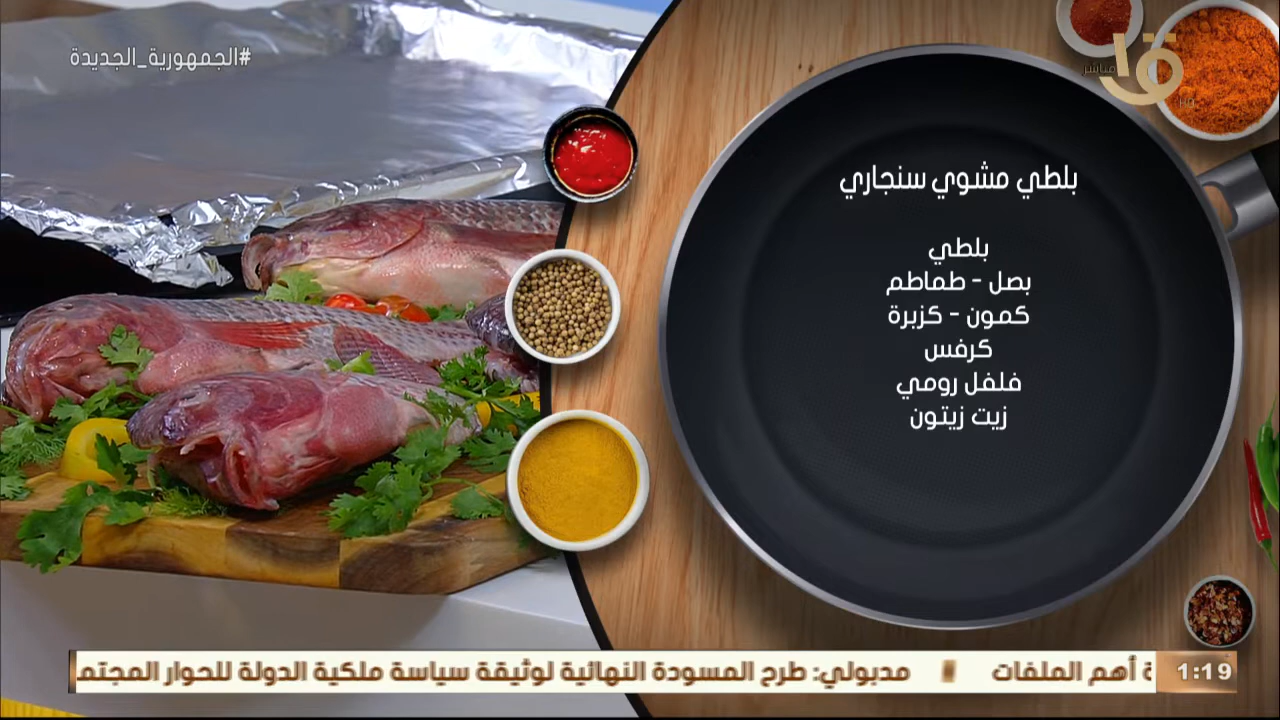 #الجمهورية_الجديدة
مباشر
بلطي مشوي سنجاري
بلطي
بصل - طماطم
كمون - كزبرة
كرفس
فلفل رومي
زيت زيتون
1:19
أهم الملفات
مدبولي: طرح المسودة النهائية لوثيقة سياسة ملكية الدولة للحوار